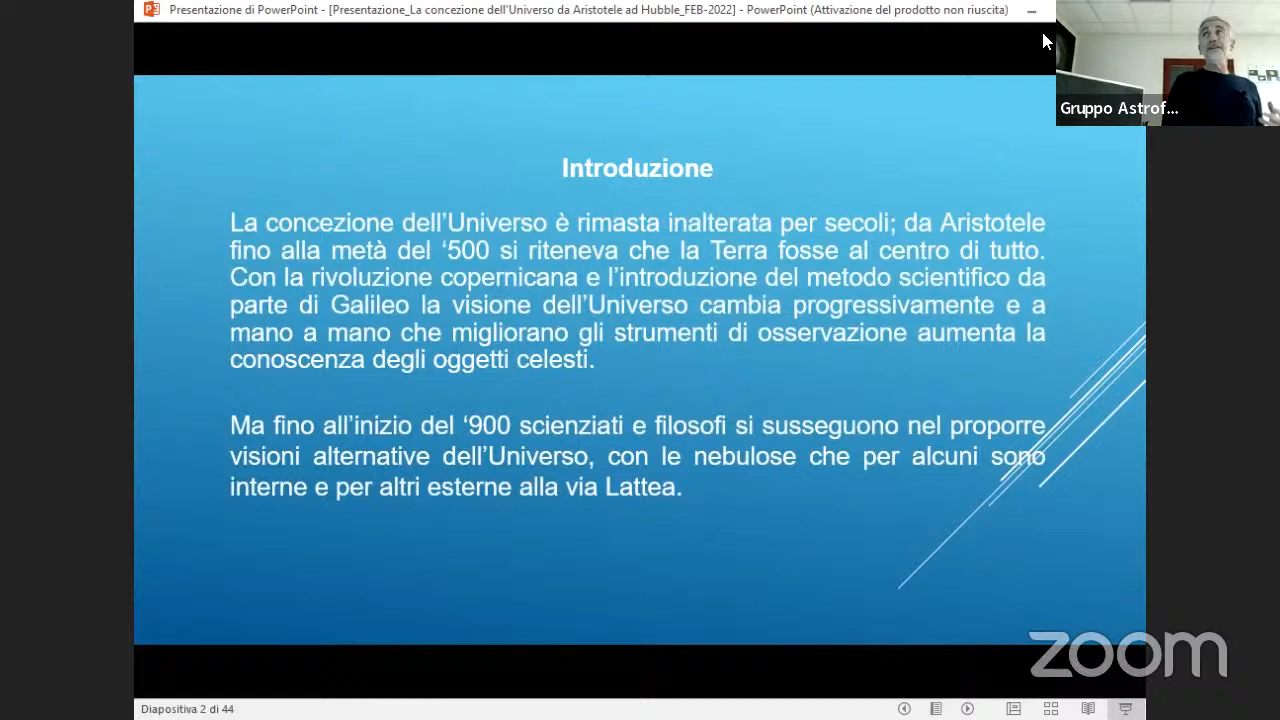 Presentazione di PowerPoint - [Presentazione_La concezione dell'Universo da Aristotele ad Hubble_FEB-2022] - PowerPoint (Attivazione del prodotto non riuscita)
Gruppo Astrof...
Introduzione
La concezione dell’Universo è rimasta inalterata per secoli; da Aristotele
fino alla metà del ‘500 si riteneva che la Terra fosse al centro di tutto.
Con la rivoluzione copernicana e l’introduzione del metodo scientifico da
parte di Galileo la visione dell’Universo cambia progressivamente e a
mano a mano che migliorano gli strumenti di osservazione aumenta la
conoscenza degli oggetti celesti.
Ma fino all’inizio del ‘900 scienziati e filosofi si susseguono nel proporre
visioni alternative dell’Universo, con le nebulose che per alcuni sono
interne e per altri esterne alla via Lattea.
zoom
Diapositiva 2 di 44